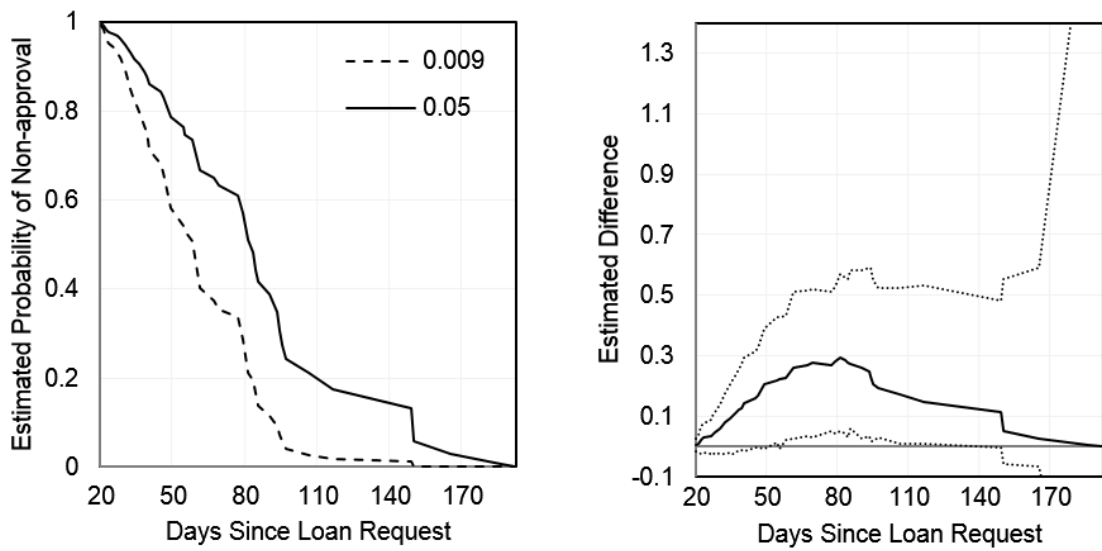 Estimated Probability of Non-approval
1
0.8
0.6
0.4
0.2
0
20 50 80 110 140 170
Days Since Loan Request
0.009
0.05
Estimated Difference
1.3
1.1
0.9
0.7
0.5
0.3
0.1
-0.1
20 50 80 110 140 170
Days Since Loan Request